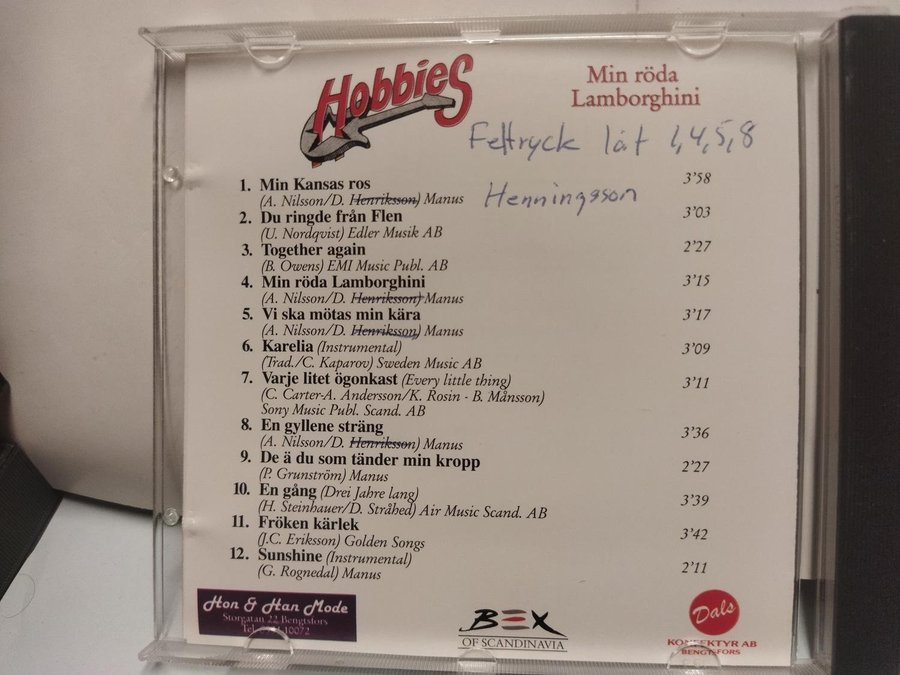 Hobbies
Min röda
Lamborghini
Feltryck låt 1,4,5,8
Henningsson
1. Min Kansas ros 3’58
(A. Nilsson/D. Henriksson) Manus
2. Du ringde från Flen 3’03
(U. Nordqvist) Edler Musik AB
3. Together again 2’27
(B. Owens) EMI Music Publ. AB
4. Min röda Lamborghini 3’15
(A. Nilsson/D. Henriksson) Manus
5. Vi ska mötas min kära 3’17
(A. Nilsson/D. Henriksson) Manus
6. Karelia (Instrumental) 3’09
(Trad./C. Kaparov) Sweden Music AB
7. Varje litet ögonkast (Every little thing) 3’11
(C. Carter-A. Andersson/K. Rosin - B. Månsson)
Sony Music Publ. Scand. AB
8. En gyllene sträng 3’36
(A. Nilsson/D. Henriksson) Manus
9. De ä du som tänder min kropp 2’27
(P. Grunström) Manus
10. En gång (Drei Jahre lang) 3’39
(H. Steinhauer/D. Stråhed) Air Music Scand. AB
11. Fröken kärlek 3’42
(J.C. Eriksson) Golden Songs
12. Sunshine (Instrumental) 2’11
(G. Rognedal) Manus
Hon & Han Mode
Storgatan 22 Bengtsfors
Tel. 10072
BEX
OF SCANDINAVIA
Dals
KONFEKTYR AB
BENGTSFORS